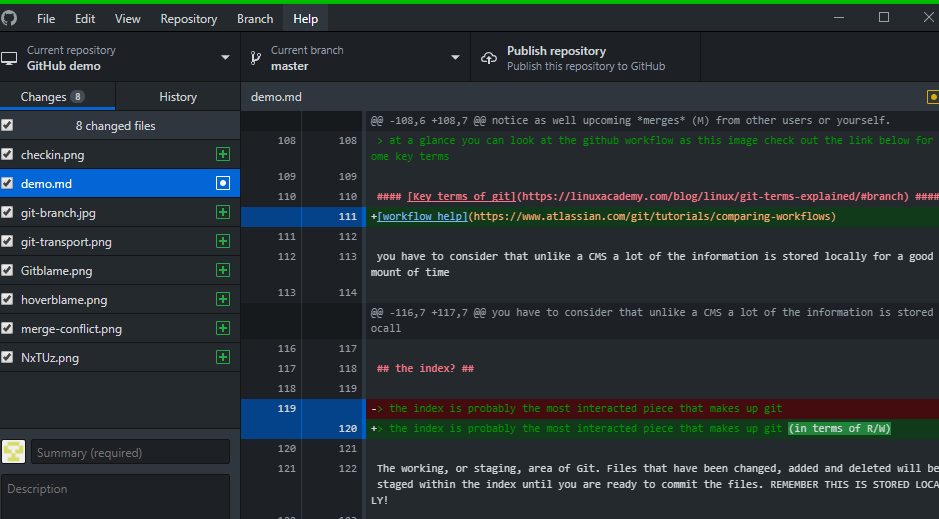 File Edit View Repository Branch Help
Current repository
GitHub demo
Current branch
master
Publish repository
Publish this repository to GitHub
Changes 8 History
8 changed files
checkin.png
demo.md
git-branch.jpg
git-transport.png
Gitblame.png
hoverblame.png
merge-conflict.png
NxTUz.png
Summary (required)
Description
demo.md
@@ -108,6 +108,7 @@ notice as well upcoming *merges* (M) from other users or yourself.
108 108 > at a glance you can look at the github workflow as this image check out the link below for
ome key terms
109 109
110 110 #### [Key terms of git](https://linuxacademy.com/blog/linux/git-terms-explained/#branch) ####
111 +[workflow help](https://www.atlassian.com/git/tutorials/comparing-workflows)
111 112
112 113 you have to consider that unlike a CMS a lot of the information is stored locally for a good
mount of time
113 114
@@ -116,7 +117,7 @@ you have to consider that unlike a CMS a lot of the information is stored
ocall
116 117
117 118 ## the index? ##
118 119
119 -> the index is probably the most interacted piece that makes up git
120 +> the index is probably the most interacted piece that makes up git (in terms of R/W)
120 121
121 122 The working, or staging, area of Git. Files that have been changed, added and deleted will be
staged within the index until you are ready to commit the files. REMEMBER THIS IS STORED LOCA
LY!